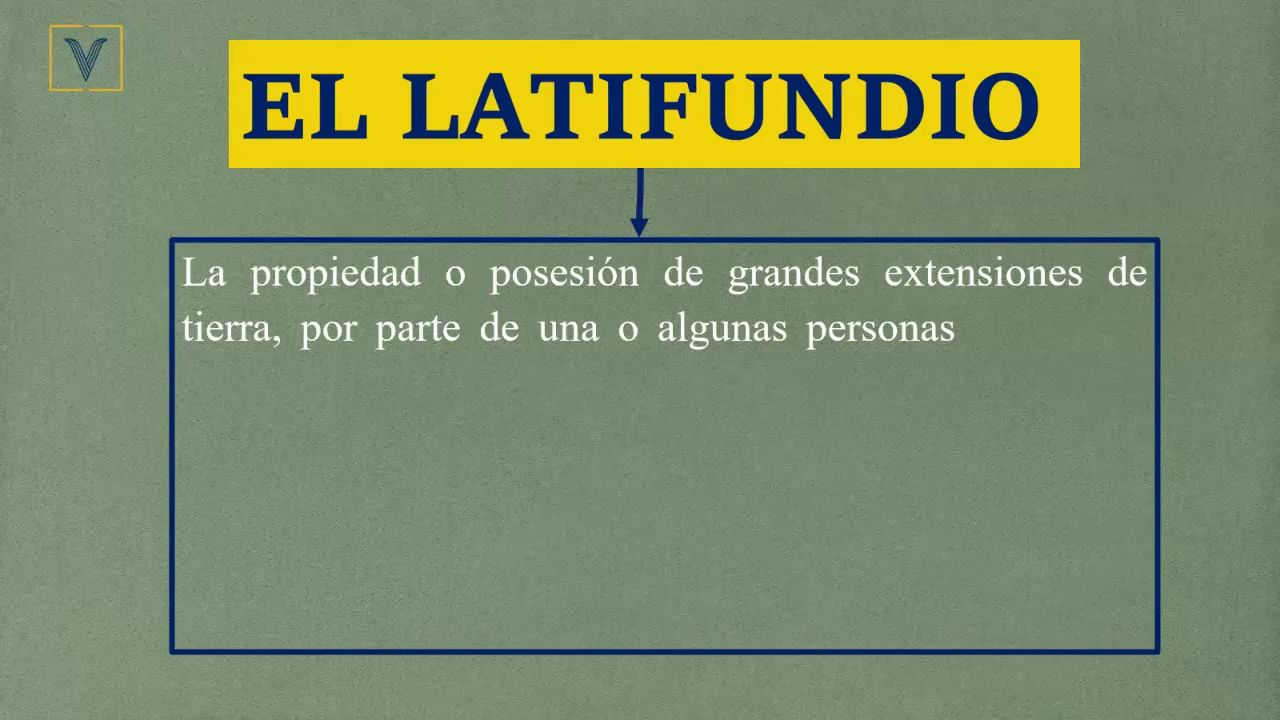 V
EL LATIFUNDIO
La propiedad o posesión de grandes extensiones de
tierra, por parte de una o algunas personas